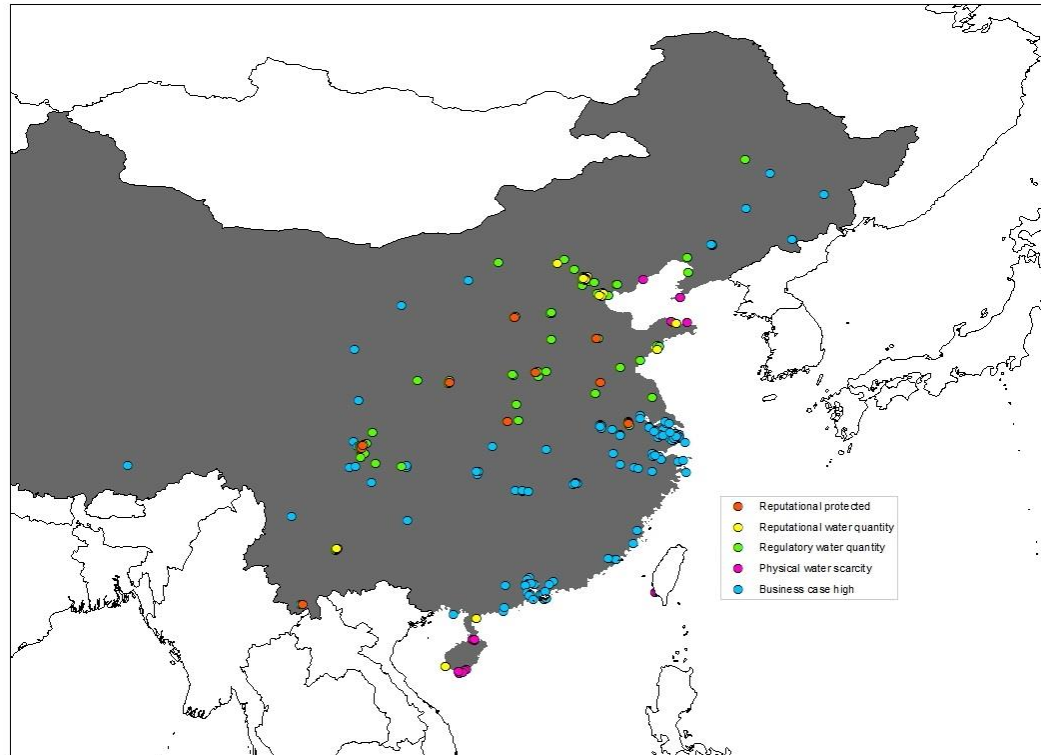 Reputational protected
Reputational water quantity
Regulatory water quantity
Physical water scarcity
Business case high